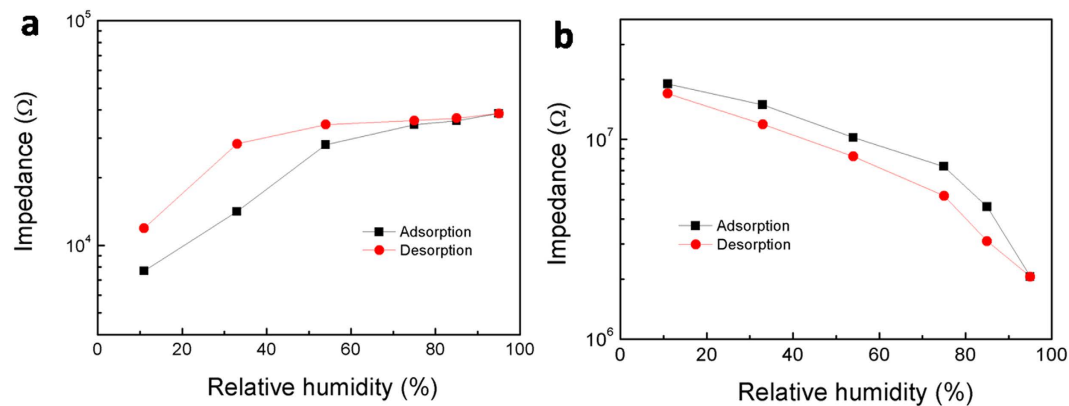 a
10^5
10^4
Impedance (Ω)
Adsorption
Desorption
0 20 40 60 80 100
Relative humidity (%)
b
10^7
10^6
Impedance (Ω)
Adsorption
Desorption
0 20 40 60 80 100
Relative humidity (%)